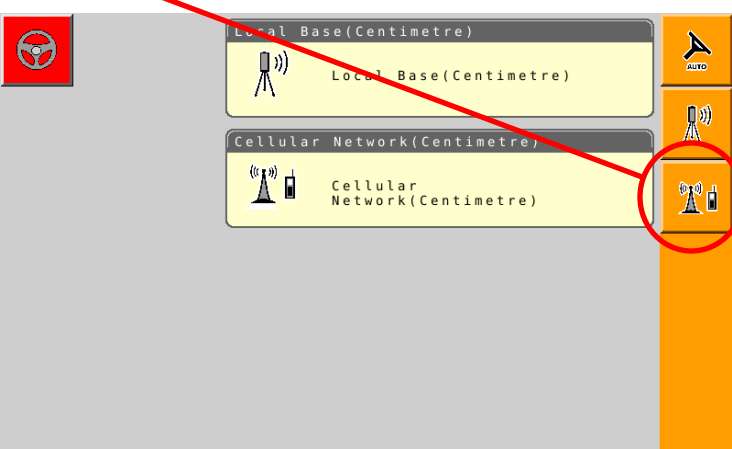 Local Base(Centimetre)
Local Base(Centimetre)
AUTO
Cellular Network(Centimetre)
Cellular
Network(Centimetre)